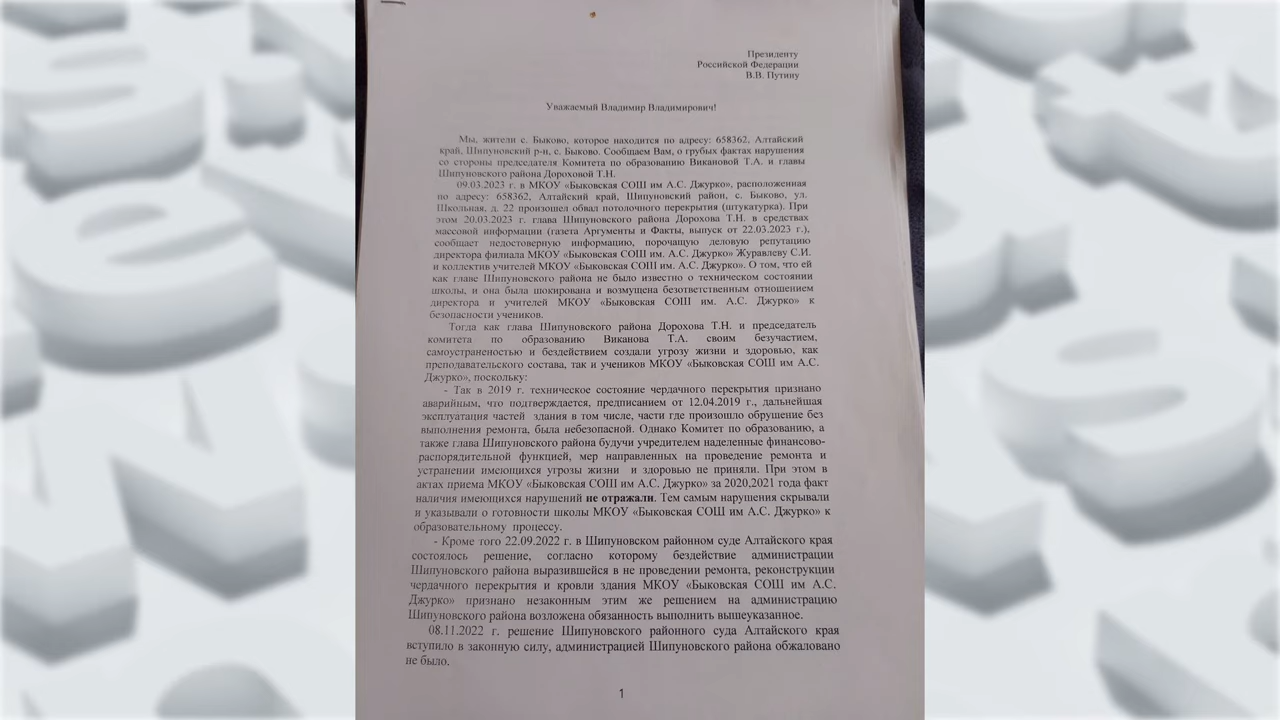 Президенту
Российской Федерации
В.В. Путину
Уважаемый Владимир Владимирович!
Мы, жители с. Быково, которое находится по адресу: 658362, Алтайский
край, Шипуновский р-н, с. Быково. Сообщаем Вам, о грубых фактах нарушения
со стороны председателя Комитета по образованию Викановой Т.А. и главы
Шипуновского района Дороховой Т.Н.
09.03.2023 г. в МКОУ «Быковская СОШ им А.С. Джурко», расположенная
по адресу: 658362, Алтайский край, Шипуновский район, с. Быково, ул.
Школьная, д. 22 произошел обвал потолочного перекрытия (штукатурка). При
этом 20.03.2023 г. глава Шипуновского района Дорохова Т.Н. в средствах
массовой информации (газета Аргументы и Факты, выпуск от 22.03.2023 г.),
сообщает недостоверную информацию, порочащую деловую репутацию
директора филиала МКОУ «Быковская СОШ им. А.С. Джурко» Журавлеву С.И.
и коллектив учителей МКОУ «Быковская СОШ им. А.С. Джурко». О том, что ей
как главе Шипуновского района не было известно о техническом состоянии
школы, и она была шокирована и возмущена безответственным отношением
директора и учителей МКОУ «Быковская СОШ им. А.С. Джурко» к
безопасности учеников.
Тогда как глава Шипуновского района Дорохова Т.Н. и председатель
комитета по образованию Виканова Т.А. своим безучастием,
самоустраненостью и бездействием создали угрозу жизни и здоровью, как
преподавательского состава, так и учеников МКОУ «Быковская СОШ им А.С.
Джурко», поскольку:
- Так в 2019 г. техническое состояние чердачного перекрытия признано
аварийным, что подтверждается, предписанием от 12.04.2019 г., дальнейшая
эксплуатация частей здания в том числе, части где произошло обрушение без
выполнения ремонта, была небезопасной. Однако Комитет по образованию, а
также глава Шипуновского района будучи учредителем наделенные финансово-
распорядительной функцией, мер направленных на проведение ремонта и
устранении имеющихся угрозы жизни и здоровью не приняли. При этом в
актах приема МКОУ «Быковская СОШ им А.С. Джурко» за 2020,2021 года факт
наличия имеющихся нарушений не отражали. Тем самым нарушения скрывали
и указывали о готовности школы МКОУ «Быковская СОШ им А.С. Джурко» к
образовательному процессу.
- Кроме того 22.09.2022 г. в Шипуновском районном суде Алтайского края
состоялось решение, согласно которому бездействие администрации
Шипуновского района выразившейся в не проведении ремонта, реконструкции
чердачного перекрытия и кровли здания МКОУ «Быковская СОШ им А.С.
Джурко» признано незаконным этим же решением на администрацию
Шипуновского района возложена обязанность выполнить вышеуказанное.
08.11.2022 г. решение Шипуновского районного суда Алтайского края
вступило в законную силу, администрацией Шипуновского района обжаловано
не было.
1